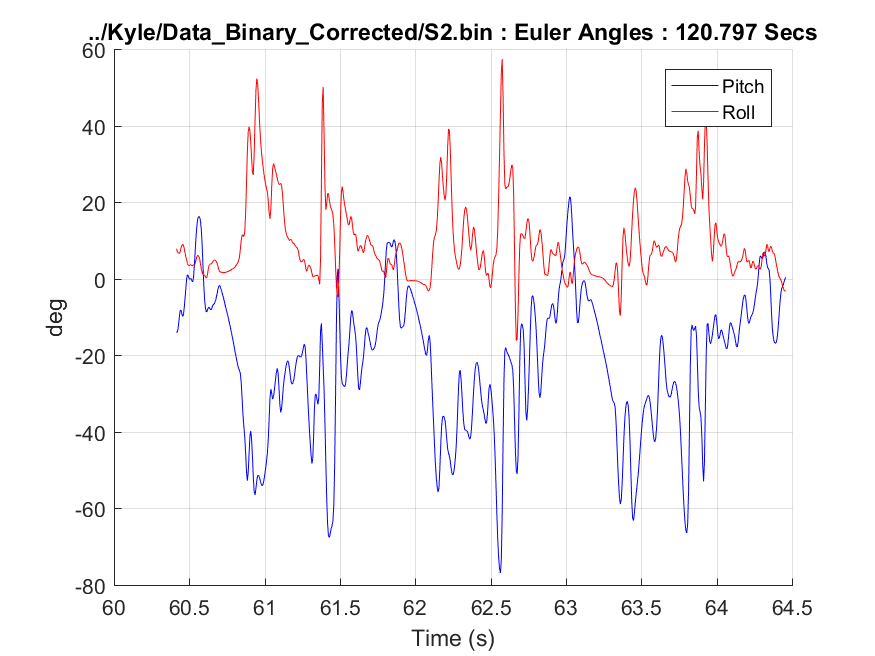 ../Kyle/Data_Binary_Corrected/S2.bin : Euler Angles : 120.797 Secs
60
40
20
0
-20
-40
-60
-80
deg
Pitch
Roll
60 60.5 61 61.5 62 62.5 63 63.5 64 64.5
Time (s)